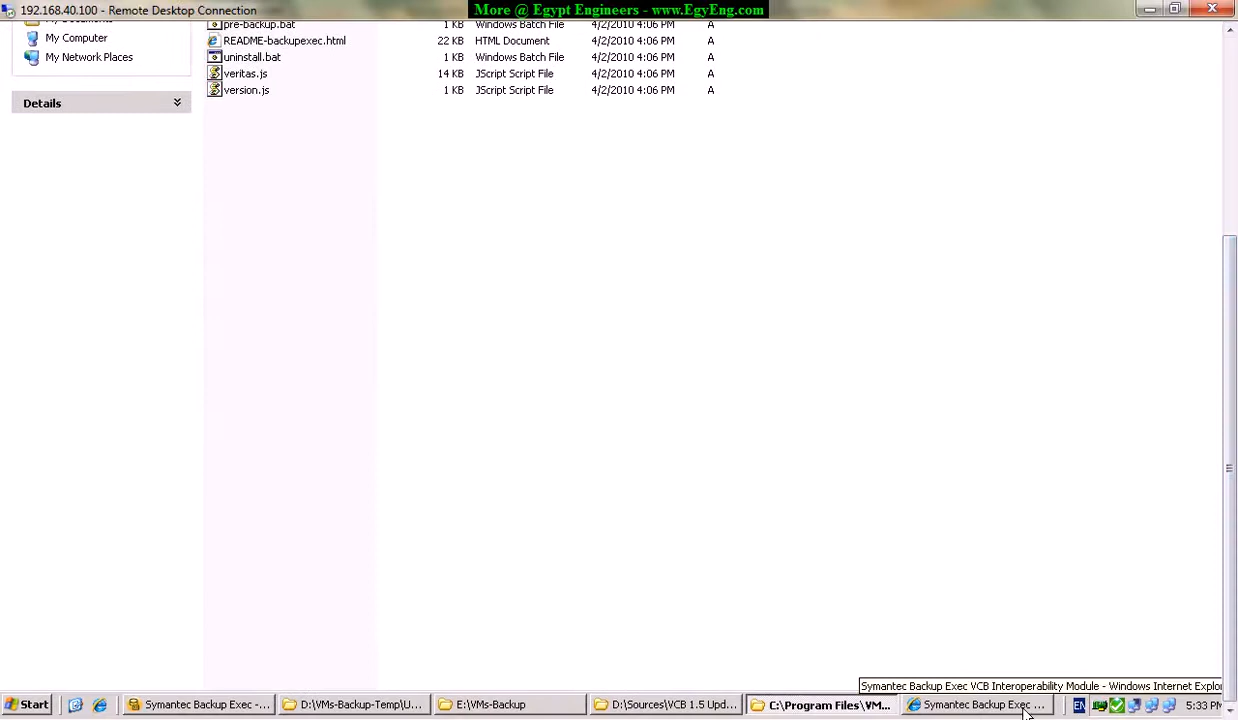 192.168.40.100 - Remote Desktop Connection
More @ Egypt Engineers - www.EgyEng.com
My Documents
pre-backup.bat 1 KB Windows Batch File 4/2/2010 4:06 PM A
My Computer
README-backupexec.html 22 KB HTML Document 4/2/2010 4:06 PM A
My Network Places
uninstall.bat 1 KB Windows Batch File 4/2/2010 4:06 PM A
veritas.js 14 KB JScript Script File 4/2/2010 4:06 PM A
version.js 1 KB JScript Script File 4/2/2010 4:06 PM A
Details
Symantec Backup Exec VCB Interoperability Module - Windows Internet Explo
Start
Symantec Backup Exec -...
D:\VMs-Backup-Temp\U...
E:\VMs-Backup
D:\Sources\VCB 1.5 Upd...
C:\Program Files\VM...
Symantec Backup Exec ...
EN
5:33 PM